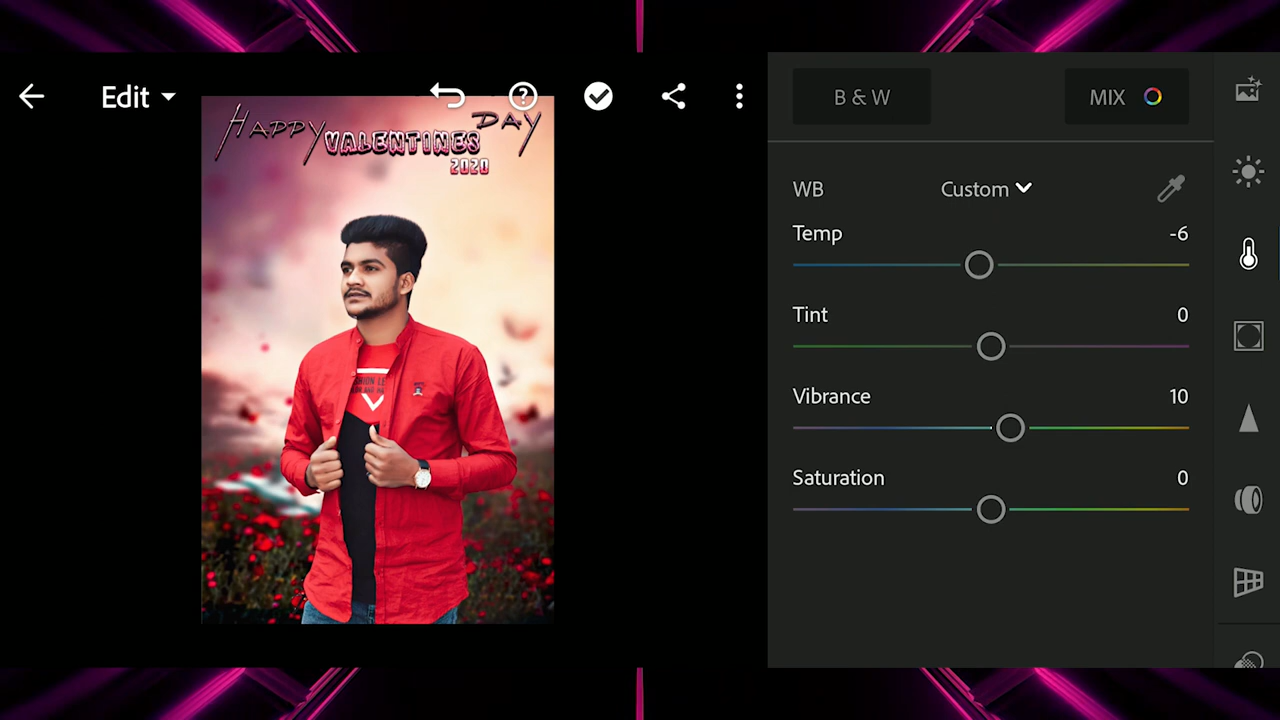 Edit
B & W
MIX
HAPPY VALENTINES DAY
2020
WB
Custom
Temp
-6
Tint
0
Vibrance
10
Saturation
0